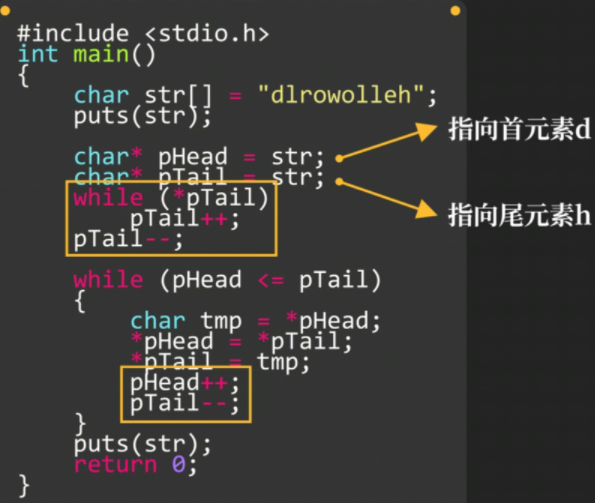 #include <stdio.h>
int main()
{
char str[] = "dlrowolleh";
puts(str);
char* pHead = str;
指向首元素d
char* pTail = str;
while (*pTail)
pTail++;
指向尾元素h
pTail--;
while (pHead <= pTail)
{
char tmp = *pHead;
*pHead = *pTail;
*pTail = tmp;
pHead++;
pTail--;
}
puts(str);
return 0;
}